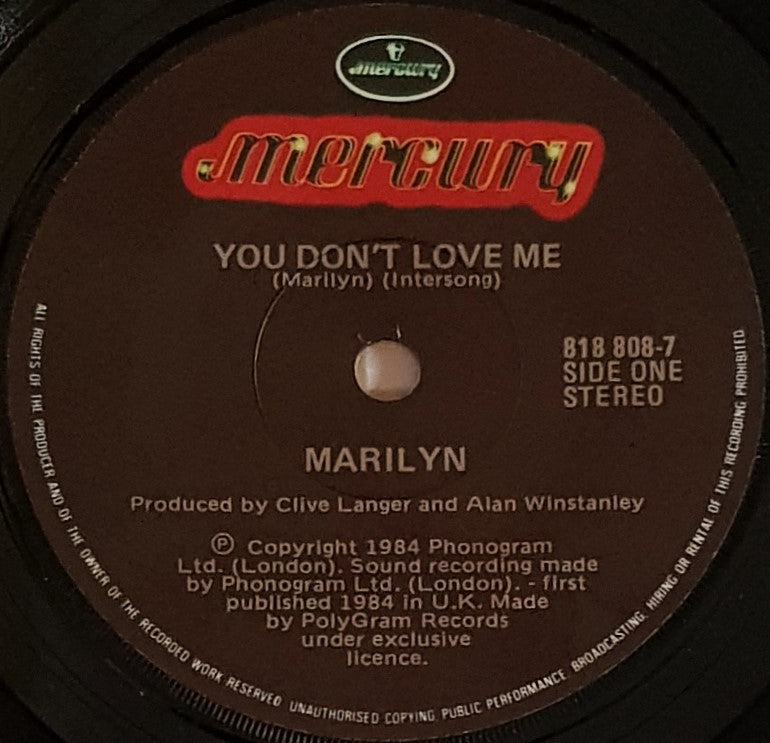 mercury
mercury
YOU DON'T LOVE ME
(Marilyn) (Intersong)
818 808-7
SIDE ONE
STEREO
MARILYN
Produced by Clive Langer and Alan Winstanley
℗ Copyright 1984 Phonogram
Ltd. (London). Sound recording made
by Phonogram Ltd. (London). - first
published 1984 in U.K. Made
by PolyGram Records
under exclusive
licence.
ALL RIGHTS OF THE PRODUCER AND OF THE OWNER OF THE RECORDED WORK RESERVED. UNAUTHORISED COPYING, PUBLIC PERFORMANCE, BROADCASTING, HIRING OR RENTAL OF THIS RECORDING PROHIBITED.